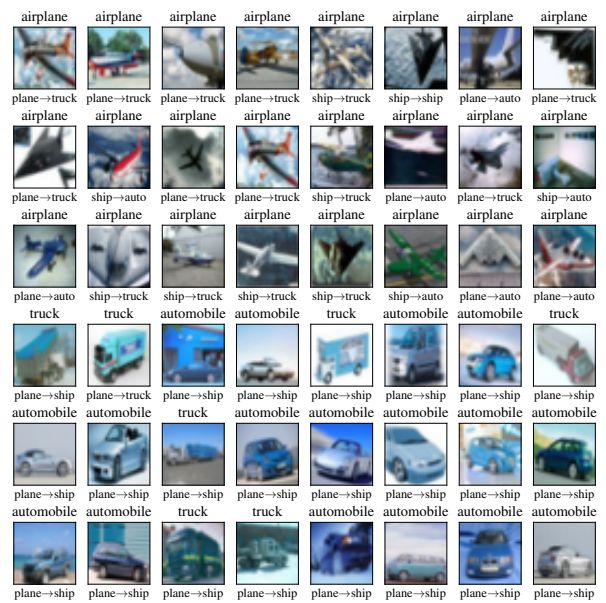 airplane airplane airplane airplane airplane airplane airplane airplane
plane→truck plane→truck plane→truck plane→truck ship→truck ship→ship plane→auto plane→truck
airplane airplane airplane airplane airplane airplane airplane airplane
plane→truck ship→auto plane→truck plane→truck ship→truck plane→auto plane→truck ship→auto
airplane airplane airplane airplane airplane airplane airplane airplane
plane→auto ship→truck ship→truck ship→truck ship→truck ship→auto plane→auto plane→auto
truck truck automobile automobile truck automobile automobile truck
plane→ship plane→truck plane→ship plane→ship plane→ship plane→ship plane→ship plane→ship
automobile automobile truck automobile automobile automobile automobile automobile
plane→ship plane→ship plane→ship plane→ship plane→ship plane→ship plane→ship plane→ship
automobile automobile truck truck automobile automobile automobile automobile
plane→ship plane→ship plane→ship plane→ship plane→ship plane→ship plane→ship plane→ship